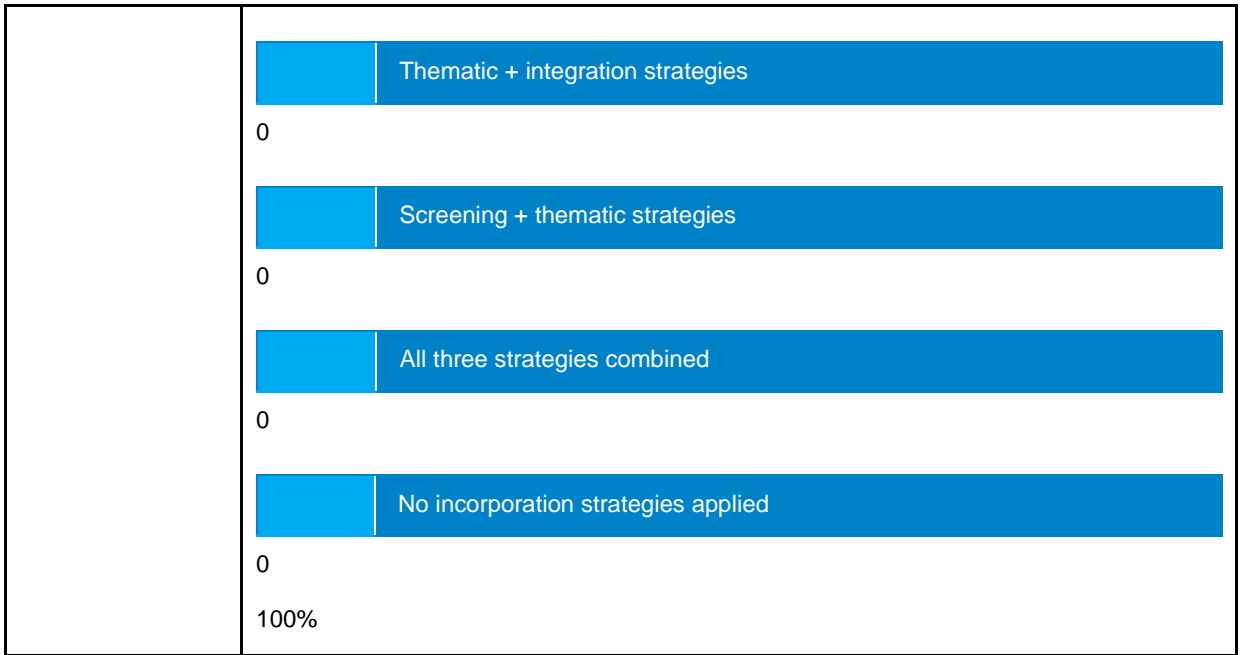 Thematic + integration strategies
0
Screening + thematic strategies
0
All three strategies combined
0
No incorporation strategies applied
0
100%